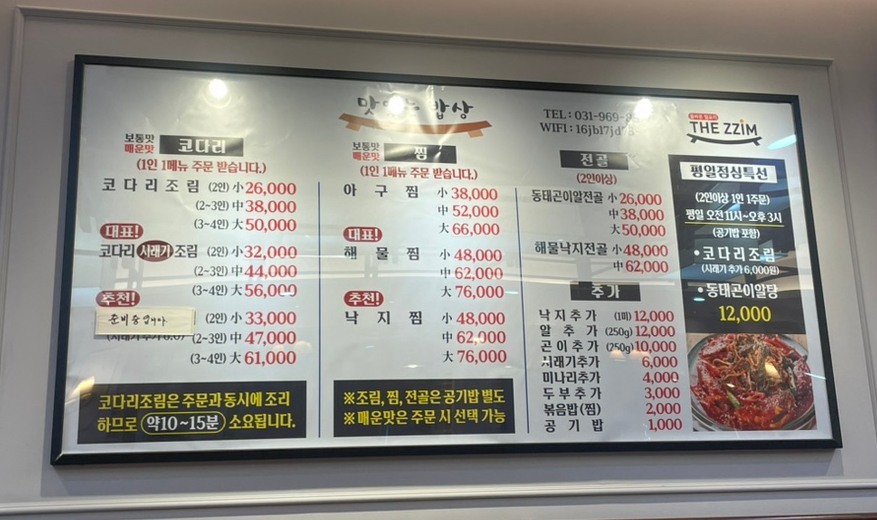 밥상
TEL : 031-969-
WIFI : 16jbl7jd
THE ZZIM
보통맛
매운맛
코다리
(1인 1메뉴 주문 받습니다.)
코다리조림 (2인) 小 26,000
(2~3인) 中 38,000
(3~4인) 大 50,000
대표!
코다리시래기조림 (2인) 小 32,000
(2~3인) 中 44,000
(3~4인) 大 56,000
추천!
준비중입니다
(2인) 小 33,000
(2~3인) 中 47,000
(3~4인) 大 61,000
코다리조림은 주문과 동시에 조리
하므로 약10~15분 소요됩니다.
보통맛
매운맛
찜
(1인 1메뉴 주문 받습니다.)
아구찜 小 38,000
中 52,000
大 66,000
대표!
해물찜 小 48,000
中 62,000
大 76,000
추천!
낙지찜 小 48,000
中 62,000
大 76,000
※조림, 찜, 전골은 공기밥 별도
※매운맛은 주문 시 선택 가능
전골
(2인이상)
동태곤이알전골 小 26,000
中 38,000
大 50,000
해물낙지전골 小 48,000
中 62,000
추가
낙지추가 (1미) 12,000
알추가 (250g) 12,000
곤이추가 (250g) 10,000
시래기추가 6,000
미나리추가 4,000
두부추가 3,000
볶음밥(찜) 2,000
공기밥 1,000
평일점심특선
(2인이상 1인 1주문)
평일 오전11시~오후3시
(공기밥 포함)
• 코다리조림
(시래기 추가 6,000원)
• 동태곤이알탕
12,000